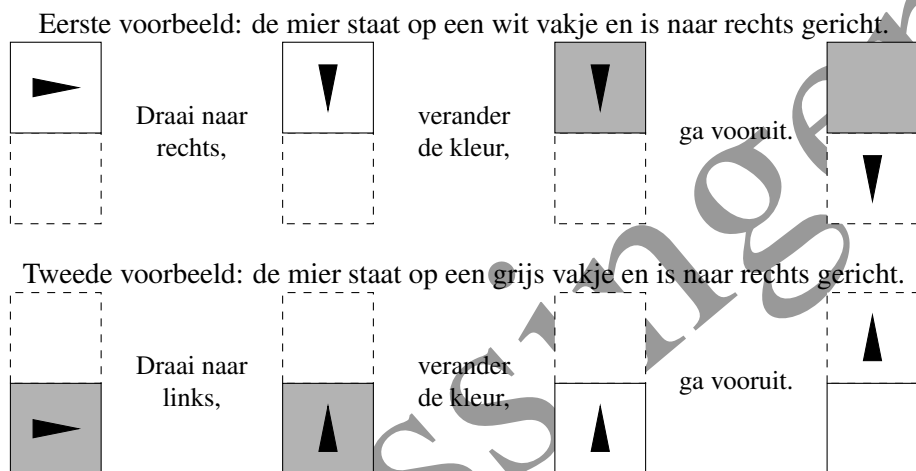 Eerste voorbeeld: de mier staat op een wit vakje en is naar rechts gericht.
Draai naar
rechts,
verander
de kleur,
ga vooruit.
Tweede voorbeeld: de mier staat op een grijs vakje en is naar rechts gericht.
Draai naar
links,
verander
de kleur,
ga vooruit.